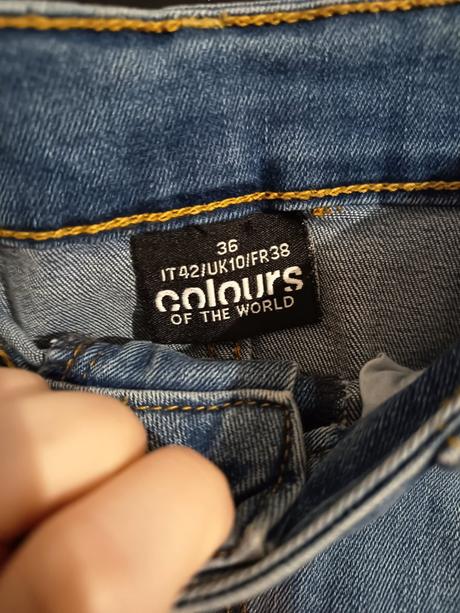 36
IT42/UK10/FR38
colours
OF THE WORLD